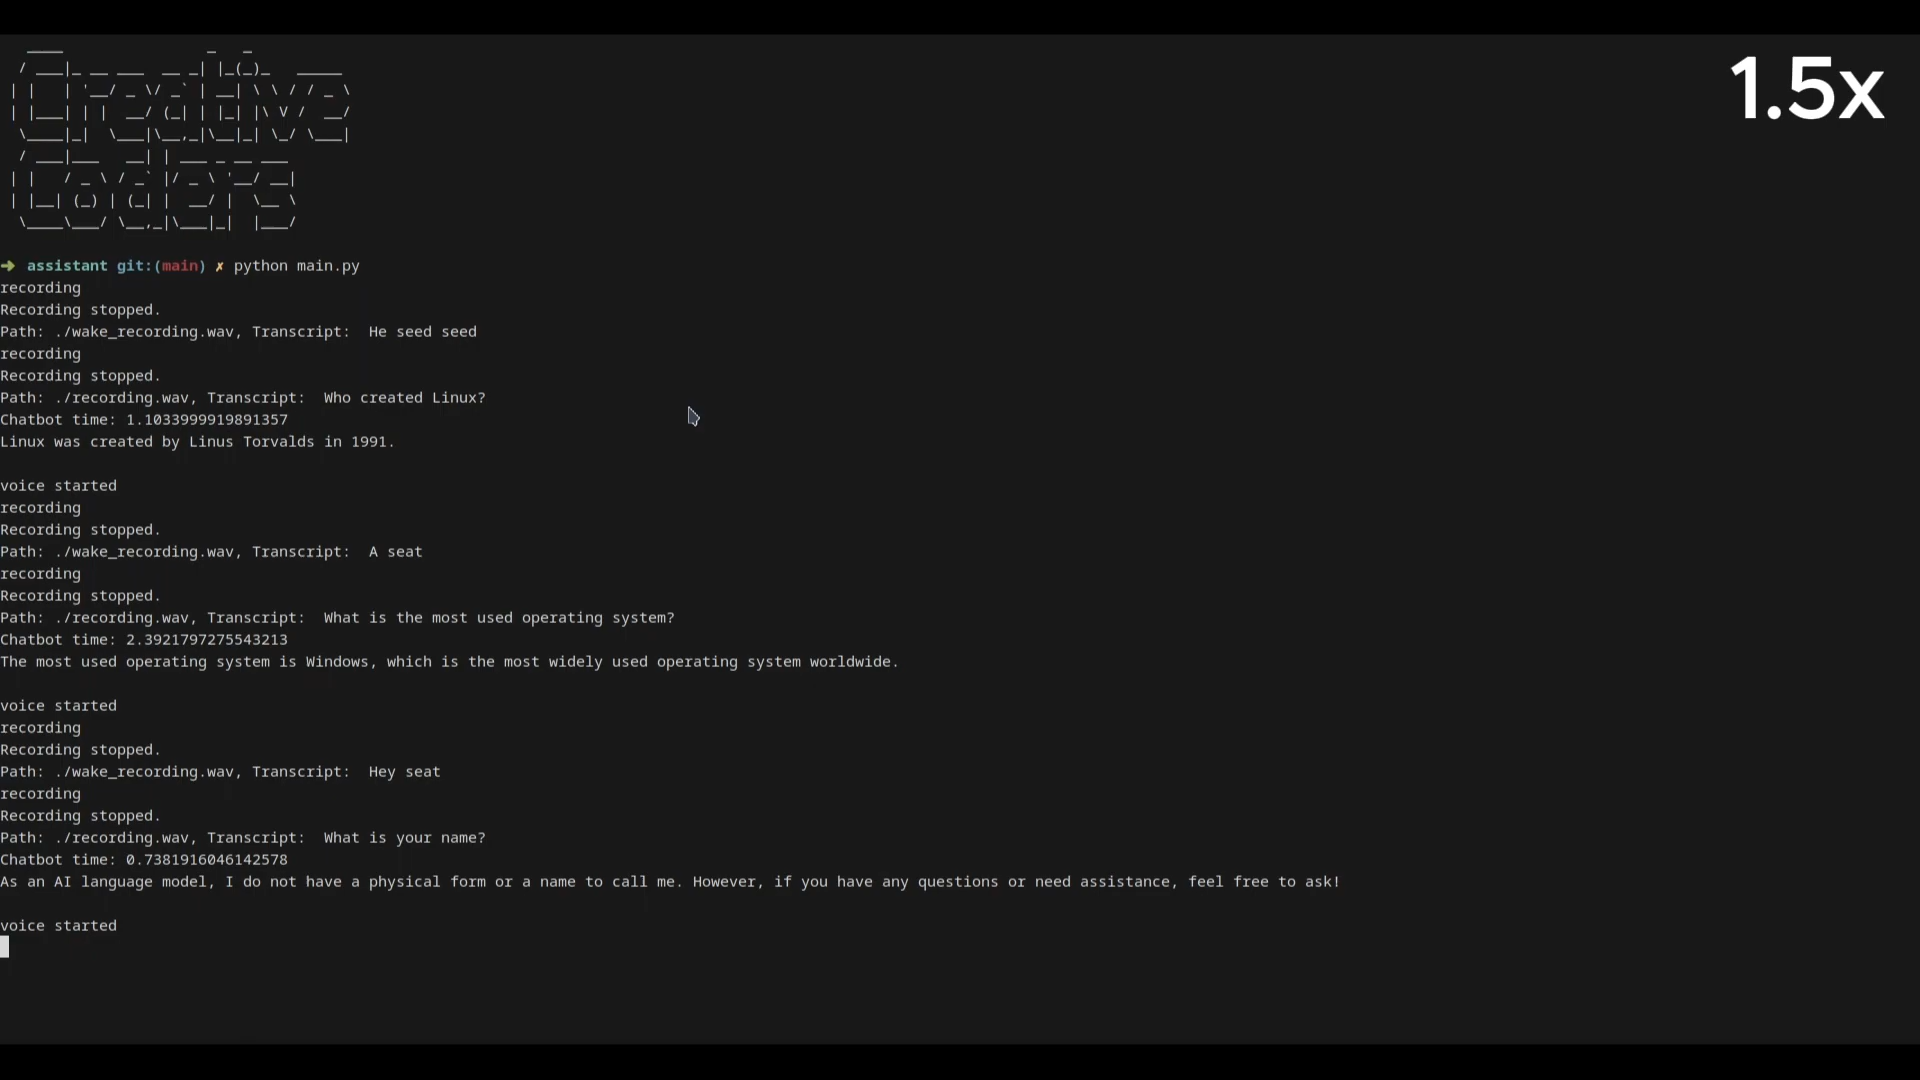 Creative
1.5x
Coders
➜ assistant git:(main) ✗ python main.py
recording
Recording stopped.
Path: ./wake_recording.wav, Transcript:  He seed seed
recording
Recording stopped.
Path: ./recording.wav, Transcript:  Who created Linux?
Chatbot time: 1.1033999919891357
Linux was created by Linus Torvalds in 1991.
voice started
recording
Recording stopped.
Path: ./wake_recording.wav, Transcript:  A seat
recording
Recording stopped.
Path: ./recording.wav, Transcript:  What is the most used operating system?
Chatbot time: 2.3921797275543213
The most used operating system is Windows, which is the most widely used operating system worldwide.
voice started
recording
Recording stopped.
Path: ./wake_recording.wav, Transcript:  Hey seat
recording
Recording stopped.
Path: ./recording.wav, Transcript:  What is your name?
Chatbot time: 0.7381916046142578
As an AI language model, I do not have a physical form or a name to call me. However, if you have any questions or need assistance, feel free to ask!
voice started